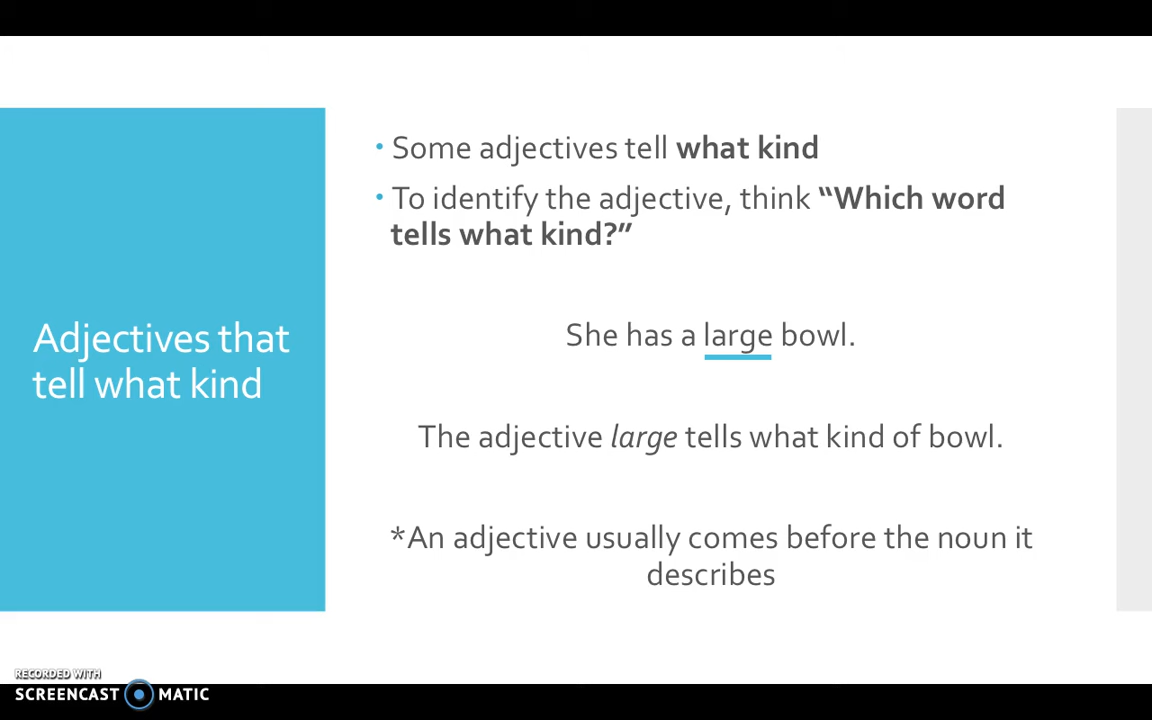 Some adjectives tell what kind
To identify the adjective, think “Which word
tells what kind?”
Adjectives that
tell what kind
She has a large bowl.
The adjective large tells what kind of bowl.
*An adjective usually comes before the noun it
describes
RECORDED WITH
SCREENCAST MATIC